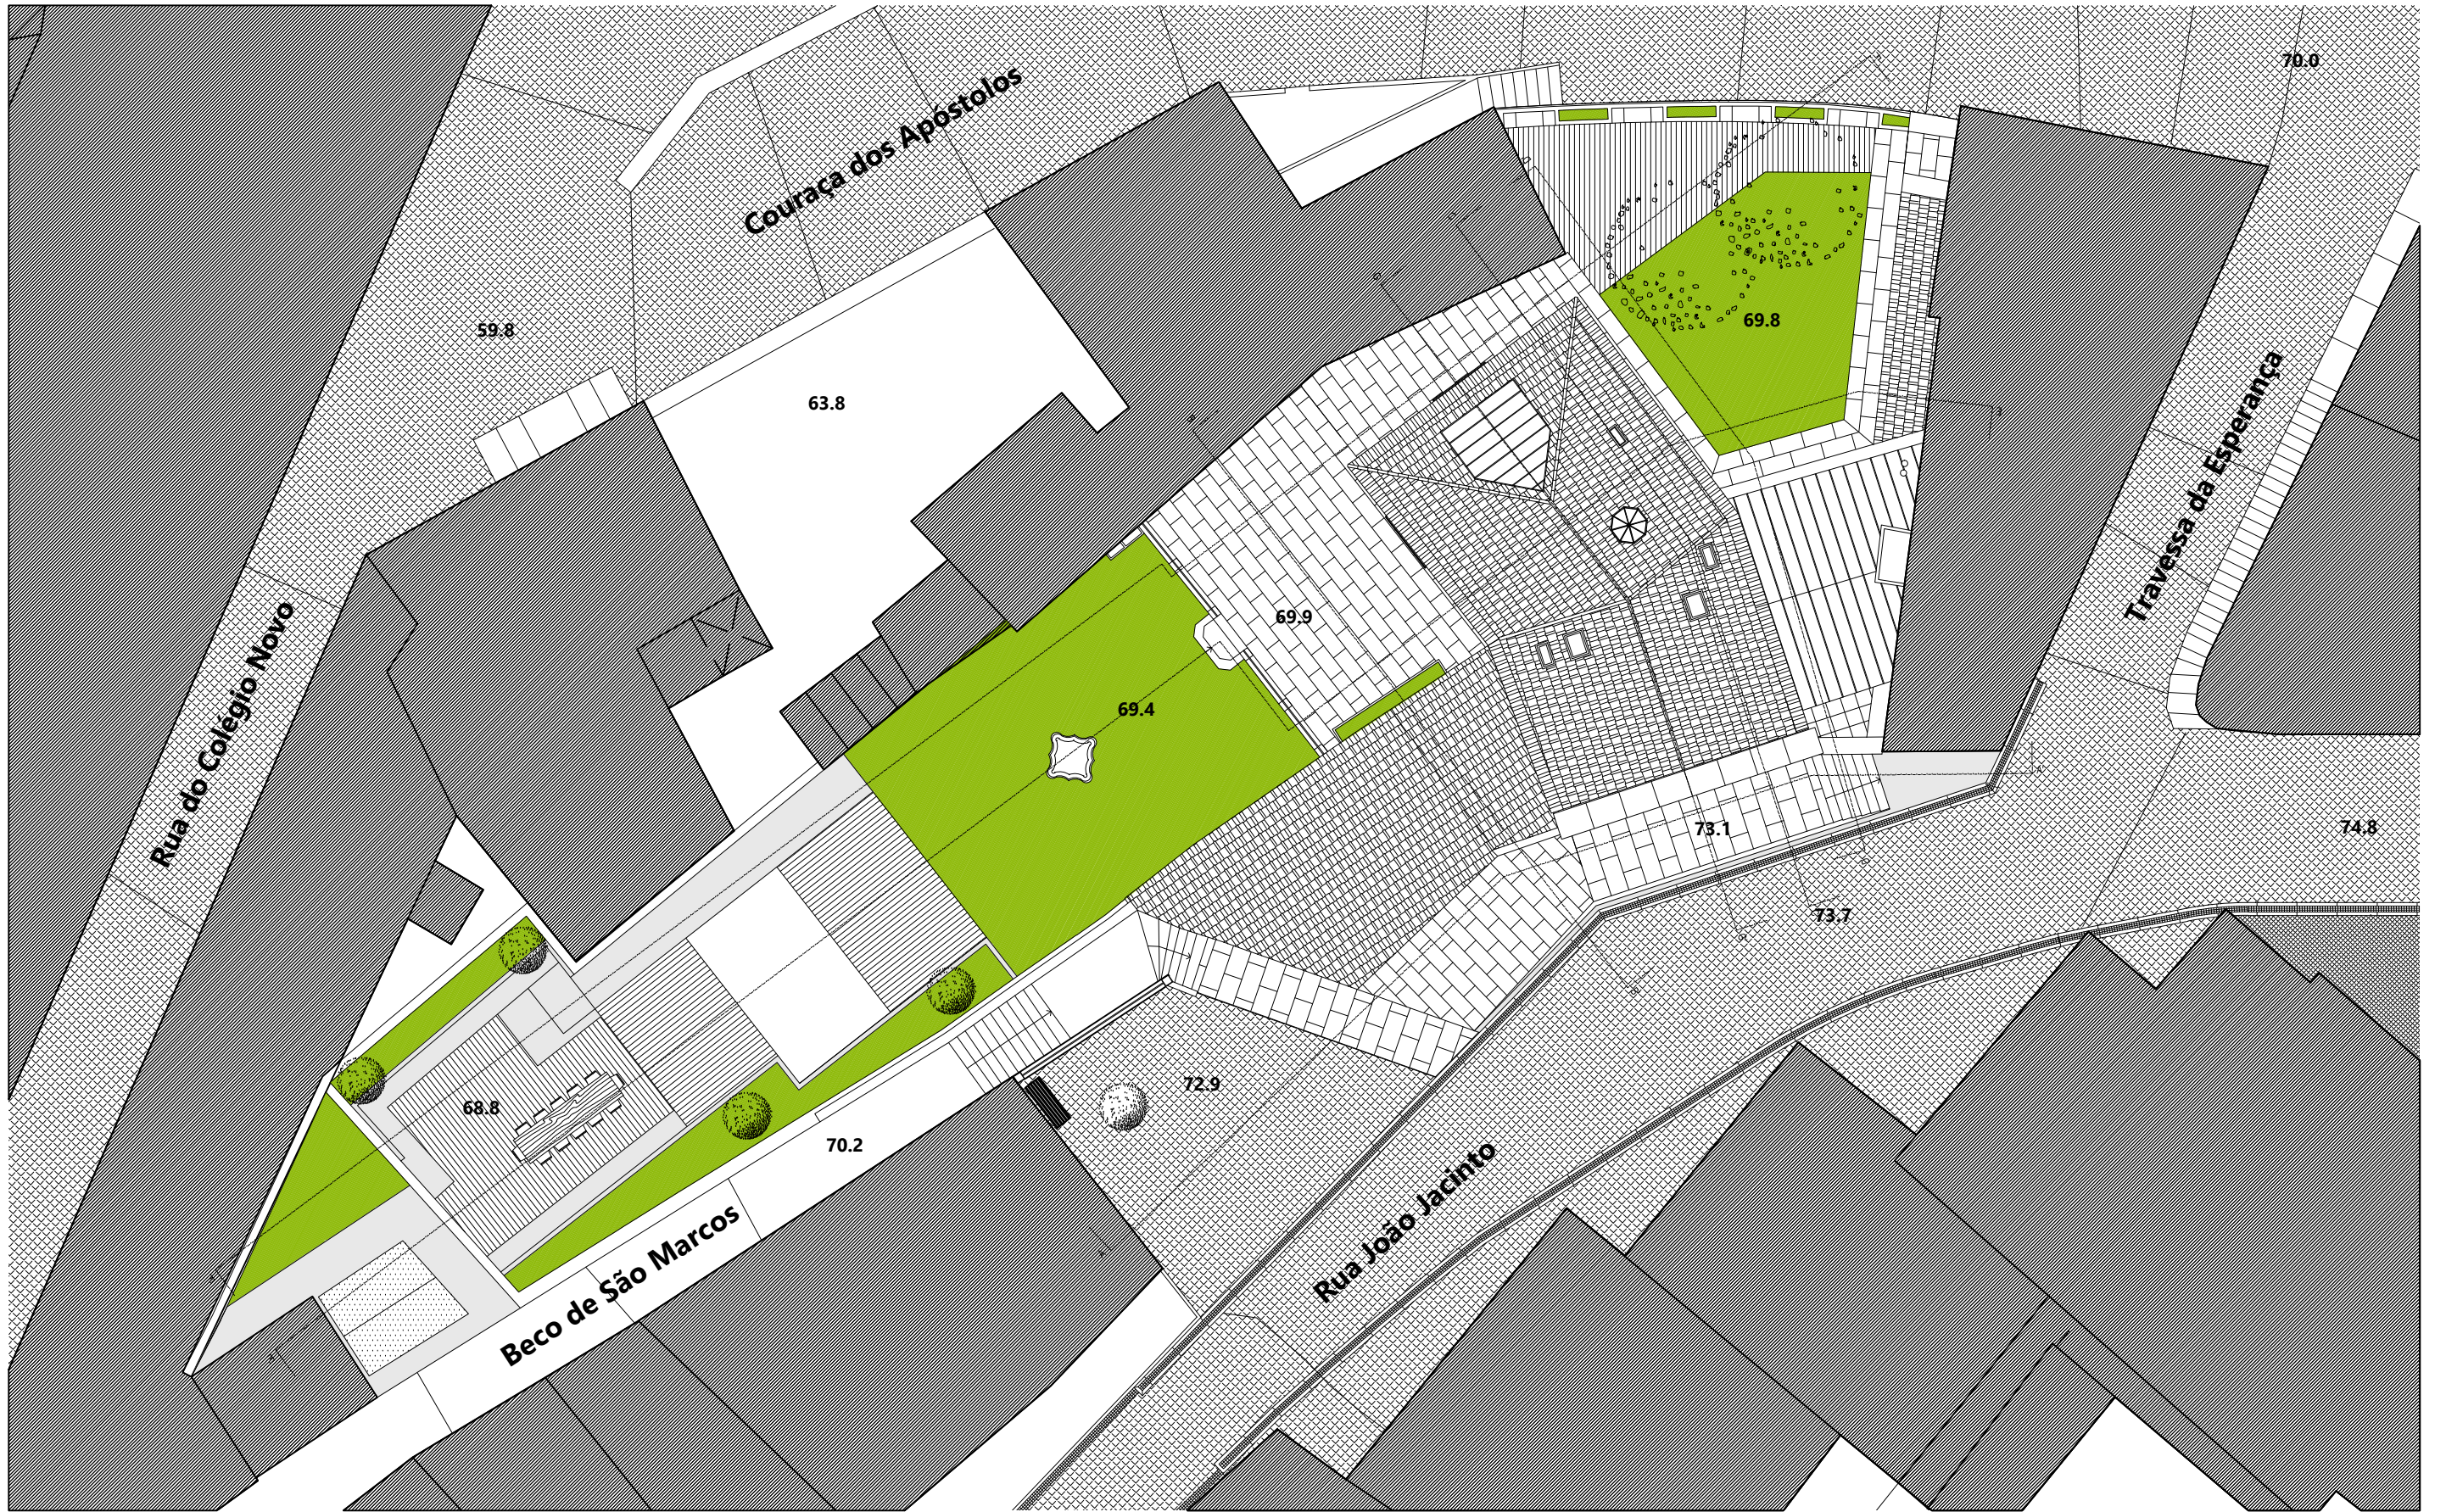 70.0
Couraça dos Apóstolos
69.8
59.8
63.8
Travessa da Esperança
69.9
69.4
Rua do Colégio Novo
73.1
74.8
73.7
72.9
68.8
70.2
Rua João Jacinto
Beco de São Marcos